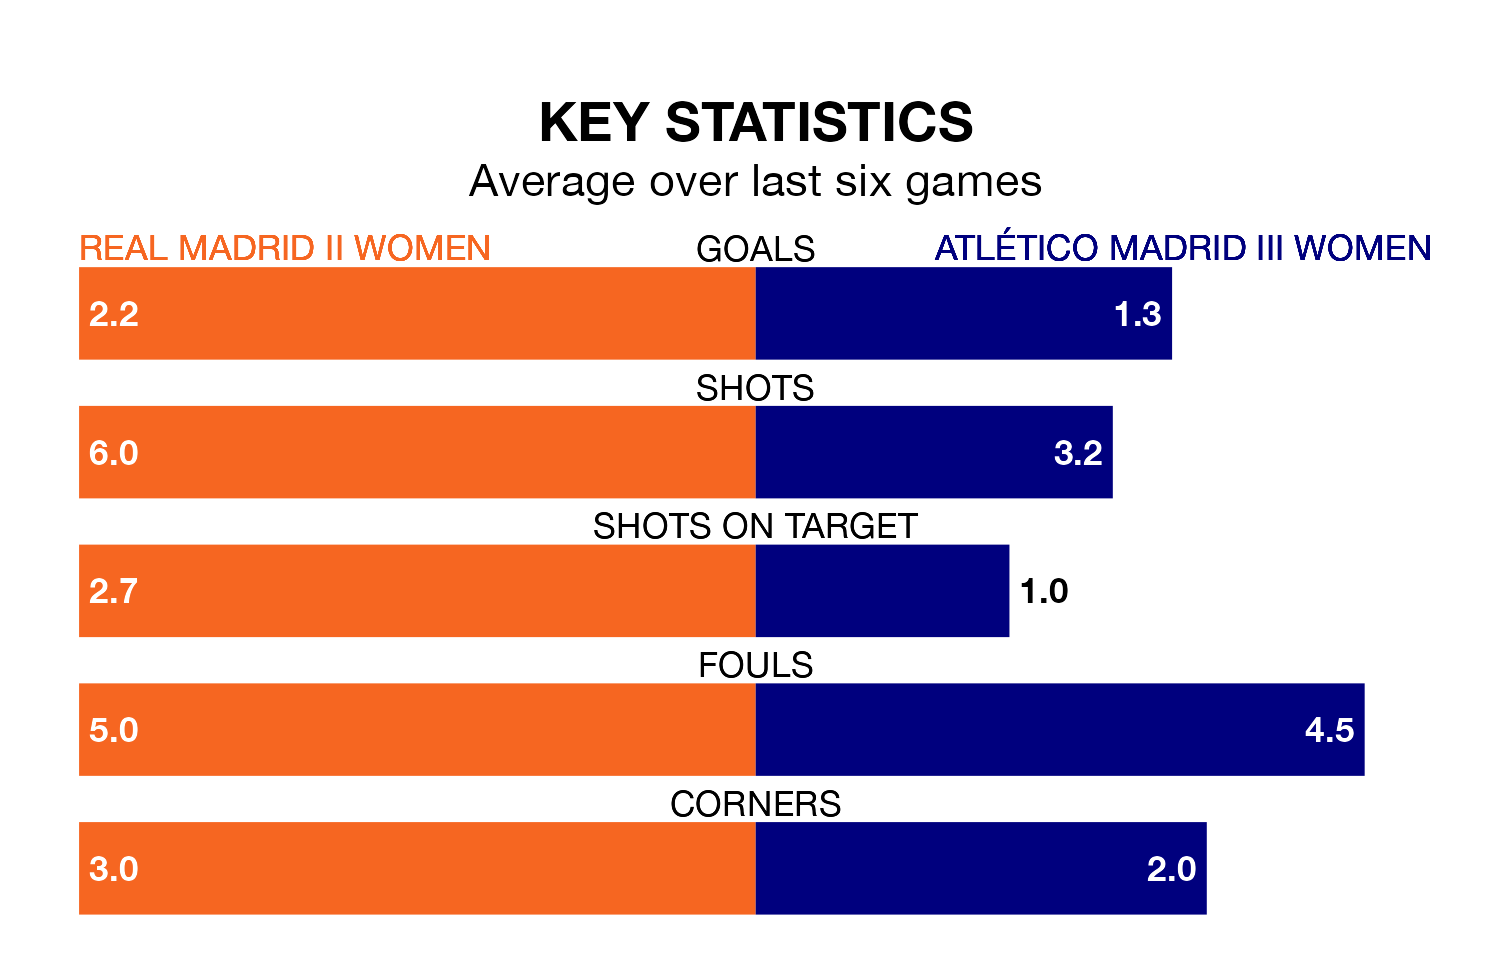 KEY STATISTICS
Average over last six games
REAL MADRID II WOMEN GOALS ATLÉTICO MADRID III WOMEN
2.2 1.3
SHOTS
6.0 3.2
SHOTS ON TARGET
2.7 1.0
FOULS
5.0 4.5
CORNERS
3.0 2.0